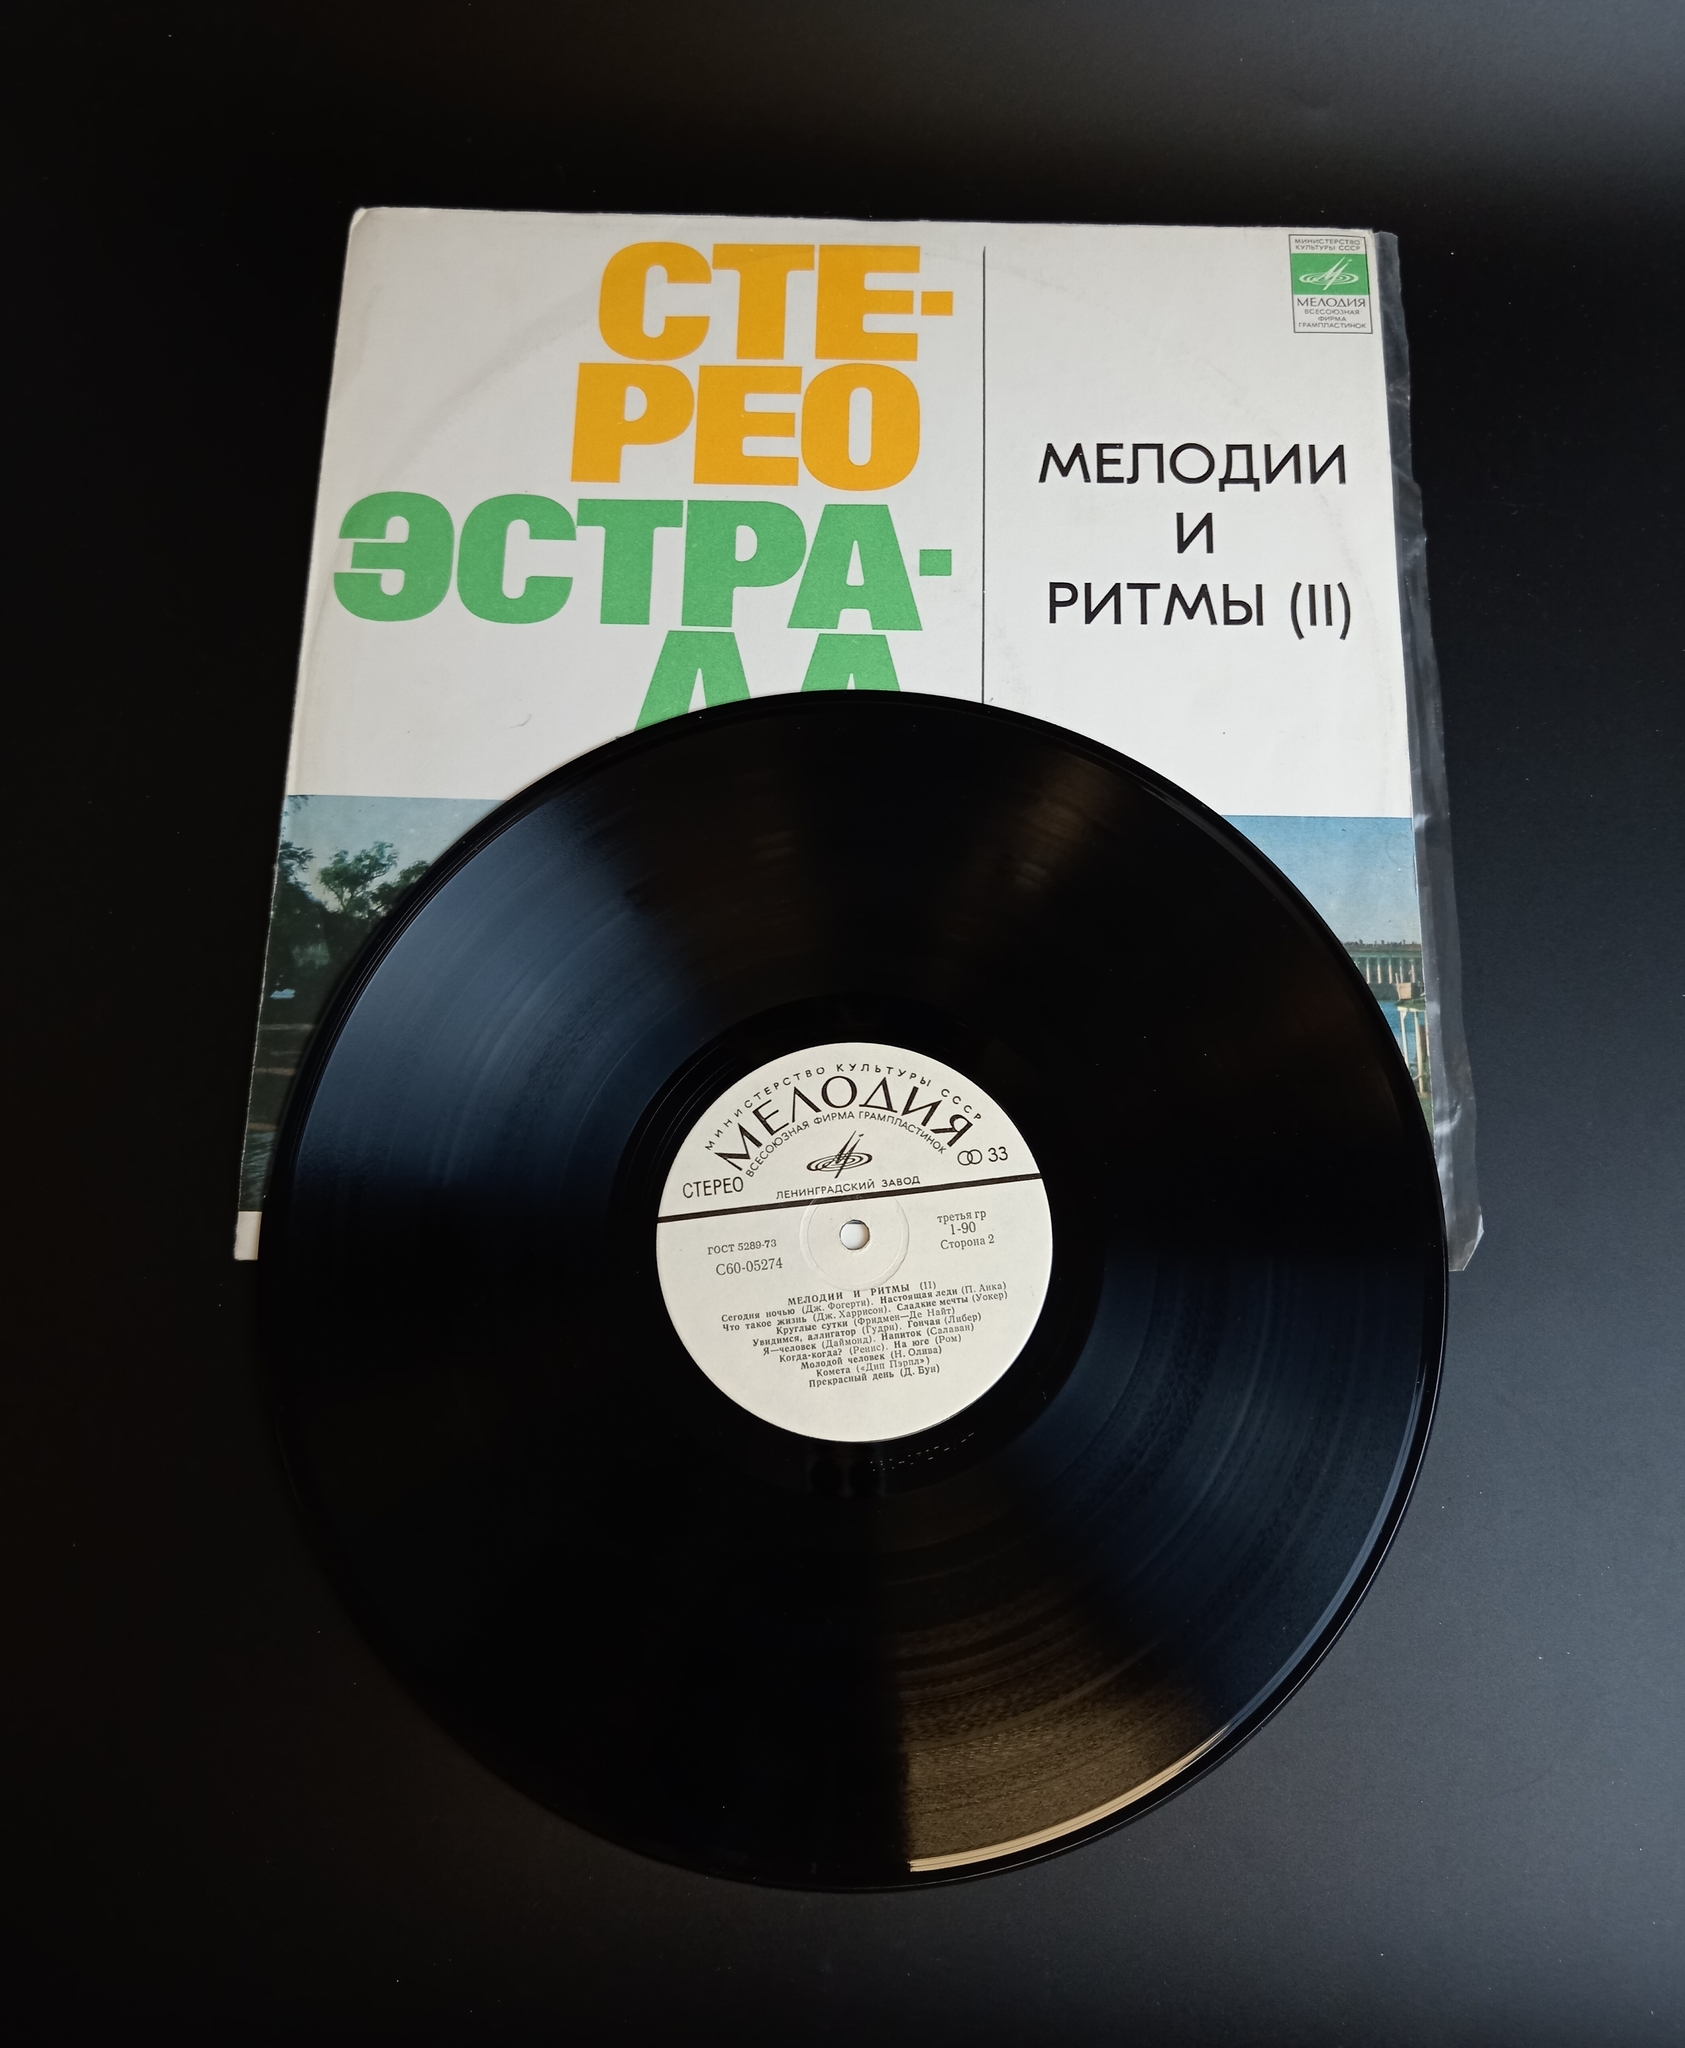 СТЕ-
РЕО
ЭСТРА-
ДА
МЕЛОДИИ
И
РИТМЫ (II)
МИНИСТЕРСТВО
КУЛЬТУРЫ СССР
МЕЛОДИЯ
ВСЕСОЮЗНАЯ
ФИРМА
ГРАМПЛАСТИНОК
МИНИСТЕРСТВО КУЛЬТУРЫ СССР
МЕЛОДИЯ
ВСЕСОЮЗНАЯ ФИРМА ГРАМПЛАСТИНОК
СТЕРЕО
33
ЛЕНИНГРАДСКИЙ ЗАВОД
ГОСТ 5289-73
С60-05274
третья гр
1-90
Сторона 2
МЕЛОДИИ И РИТМЫ (II)
Сегодня ночью (Дж. Фогерти). Настоящая леди (П. Анка)
Что такое жизнь (Дж. Харрисон). Сладкие мечты (Уокер)
Круглые сутки (Фридмен—Де Найт)
Увидимся, аллигатор (Гудри). Гончая (Либер)
Я—человек (Даймонд). Напиток (Салаван)
Когда-когда? (Ренис). На юге (Ром)
Молодой человек (Н. Олива)
Комета («Дип Пэрпл»)
Прекрасный день (Д. Бун)